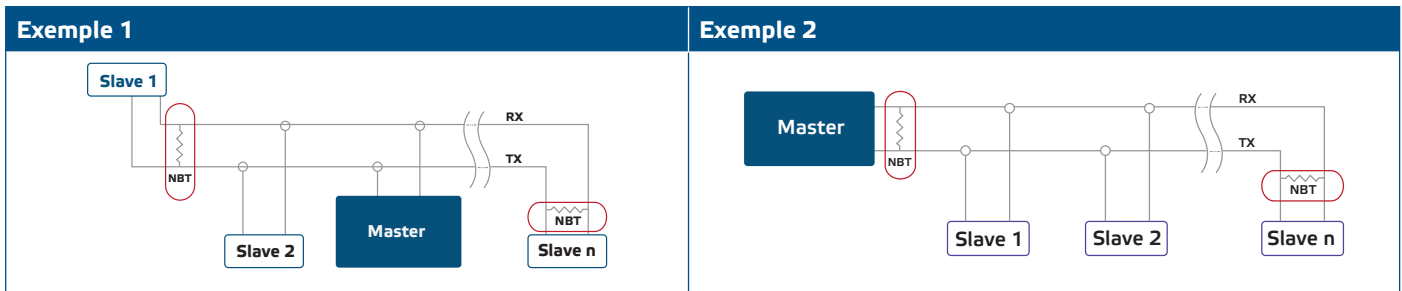 Exemple 1
Slave 1
RX
TX
NBT
NBT
Master
Slave 2
Slave n
Exemple 2
RX
Master
TX
NBT
NBT
Slave 1
Slave 2
Slave n